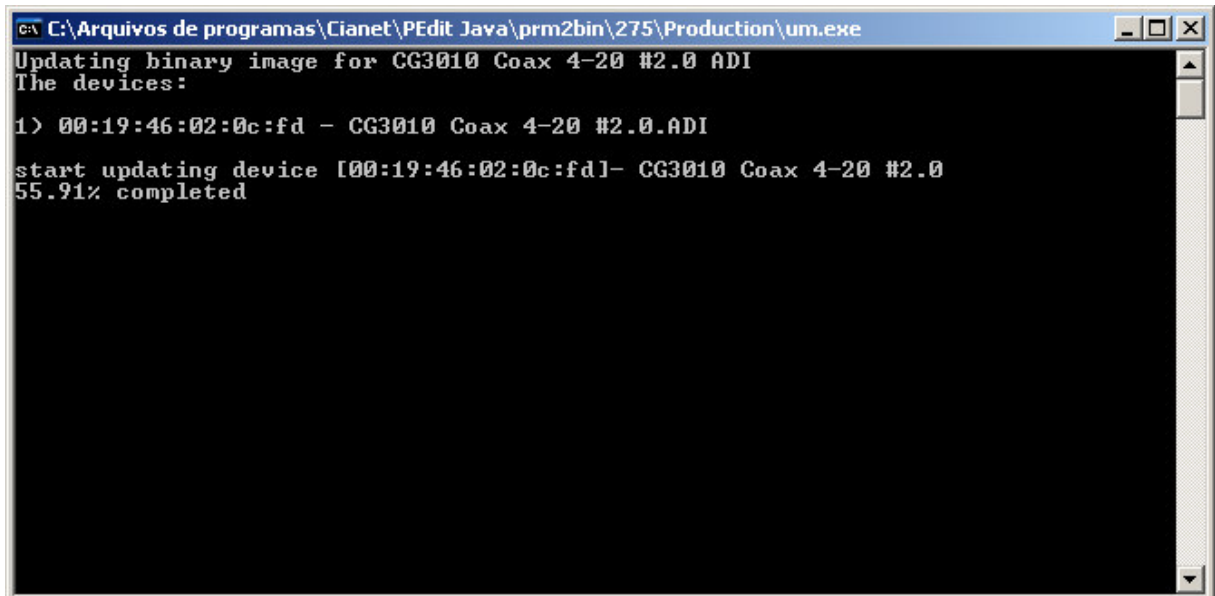 C:\Arquivos de programas\Cianet\PEdit Java\prm2bin\275\Production\um.exe
Updating binary image for CG3010 Coax 4-20 #2.0 ADI
The devices:
1) 00:19:46:02:0c:fd - CG3010 Coax 4-20 #2.0.ADI
start updating device [00:19:46:02:0c:fd]- CG3010 Coax 4-20 #2.0
55.91% completed